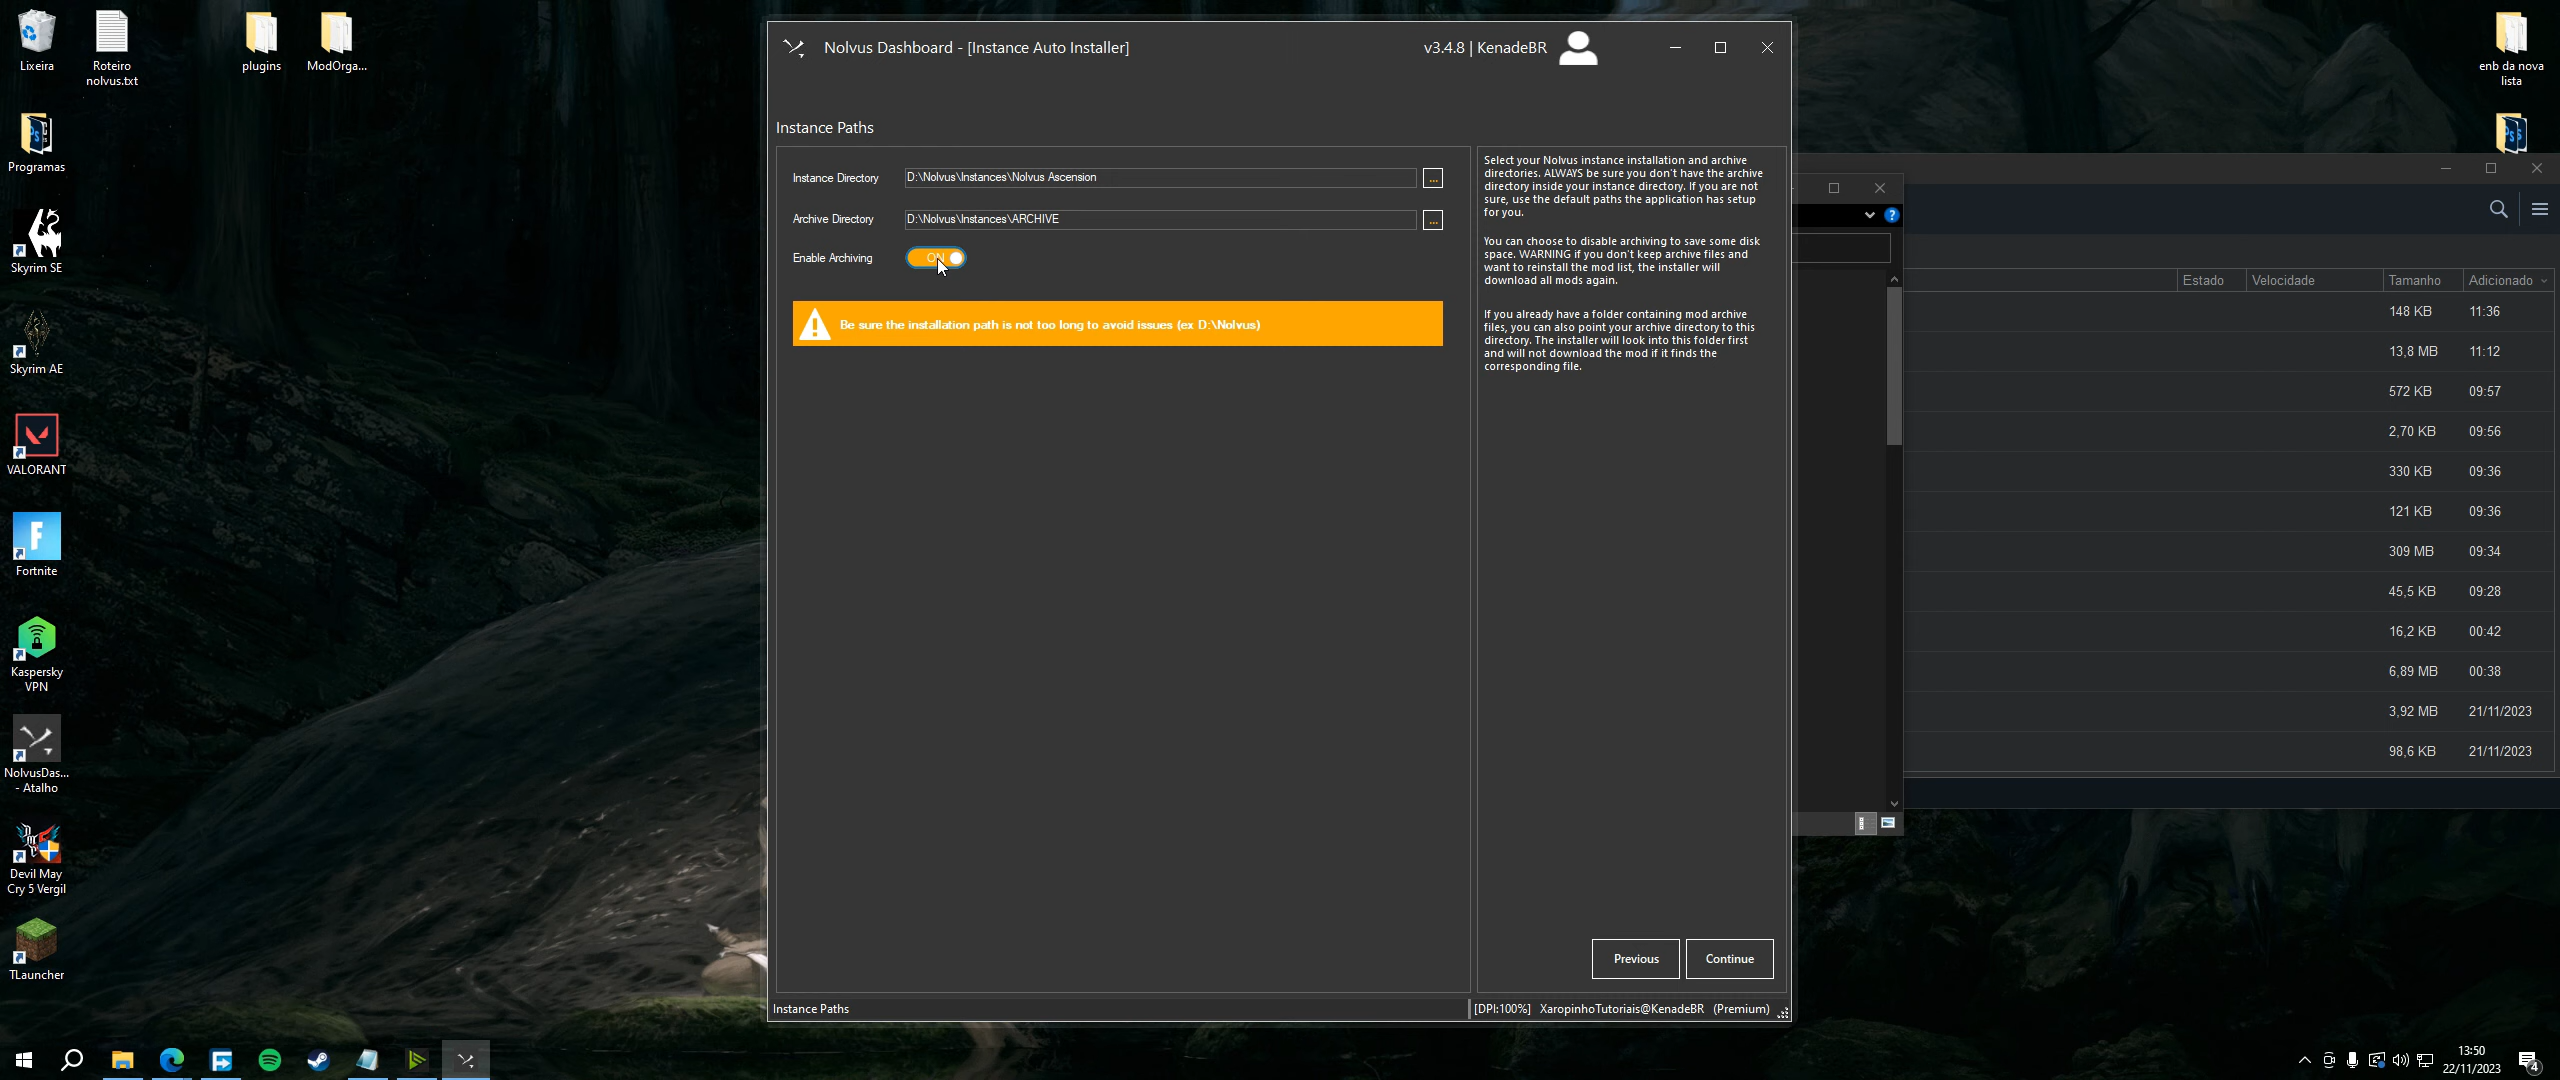 Lixeira
Roteiro
nolvus.txt
plugins
ModOrga...
Programas
Skyrim SE
Skyrim AE
VALORANT
Fortnite
Kaspersky
VPN
NolvusDas...
- Atalho
Devil May
Cry 5 Vergil
TLauncher
Nolvus Dashboard - [Instance Auto Installer]
v3.4.8 | KenadeBR
Instance Paths
Instance Directory
D:\Nolvus\Instances\Nolvus Ascension
...
Archive Directory
D:\Nolvus\Instances\ARCHIVE
...
Enable Archiving
Be sure the installation path is not too long to avoid issues (ex D:\Nolvus)
Select your Nolvus instance installation and archive
directories. ALWAYS be sure you don't have the archive
directory inside your instance directory. If you are not
sure, use the default paths the application has setup
for you.
You can choose to disable archiving to save some disk
space. WARNING if you don't keep archive files and
want to reinstall the mod list, the installer will
download all mods again.
If you already have a folder containing mod archive
files, you can also point your archive directory to this
directory. The installer will look into this folder first
and will not download the mod if it finds the
corresponding file.
Previous
Continue
Instance Paths
[DPI:100%] XaropinhoTutoriais@KenadeBR (Premium)
enb da nova
lista
Estado Velocidade Tamanho Adicionado
148 KB 11:36
13,8 MB 11:12
572 KB 09:57
2,70 KB 09:56
330 KB 09:36
121 KB 09:36
309 MB 09:34
45,5 KB 09:28
16,2 KB 00:42
6,89 MB 00:38
3,92 MB 21/11/2023
98,6 KB 21/11/2023
13:50
22/11/2023
4